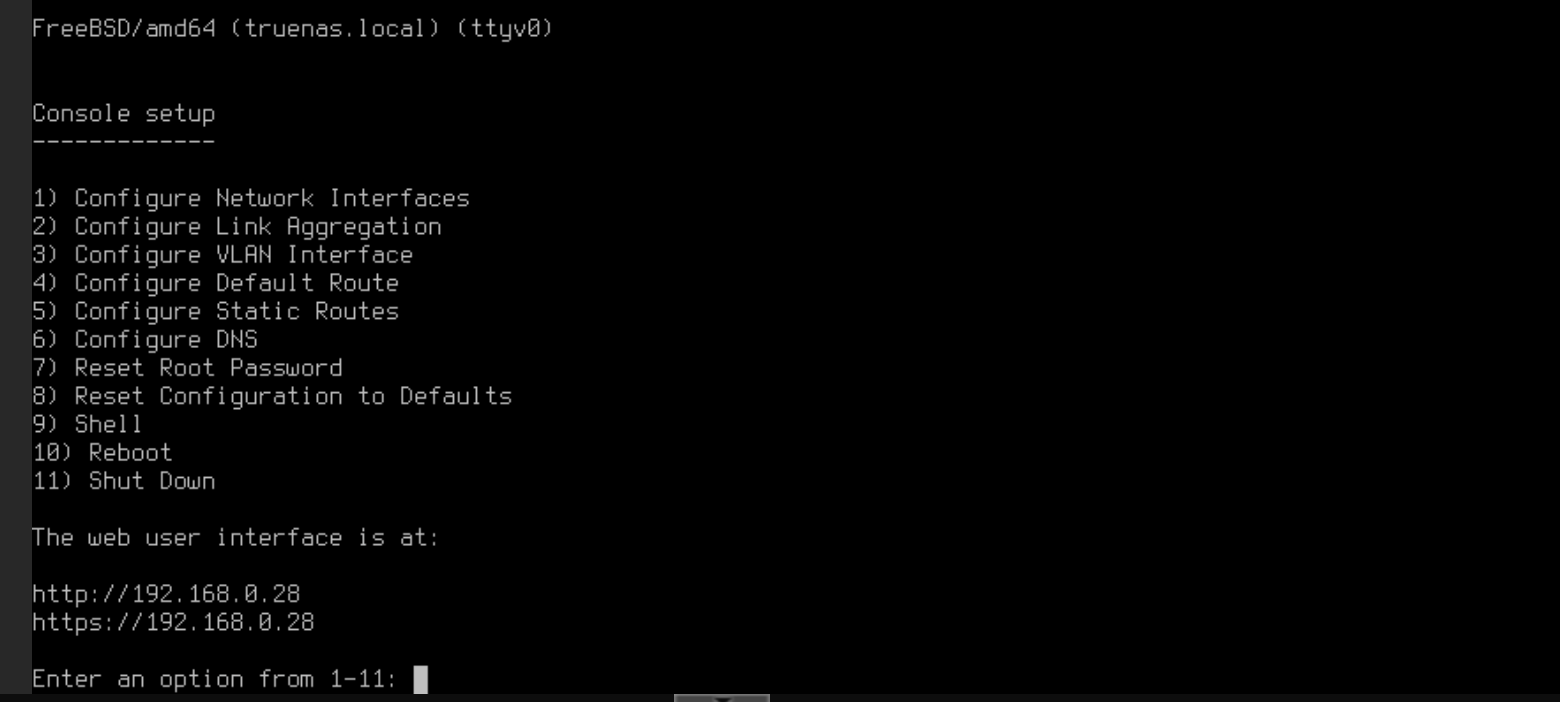 FreeBSD/amd64 (truenas.local) (ttyv0)
Console setup
-------------
1) Configure Network Interfaces
2) Configure Link Aggregation
3) Configure VLAN Interface
4) Configure Default Route
5) Configure Static Routes
6) Configure DNS
7) Reset Root Password
8) Reset Configuration to Defaults
9) Shell
10) Reboot
11) Shut Down
The web user interface is at:
http://192.168.0.28
https://192.168.0.28
Enter an option from 1-11: